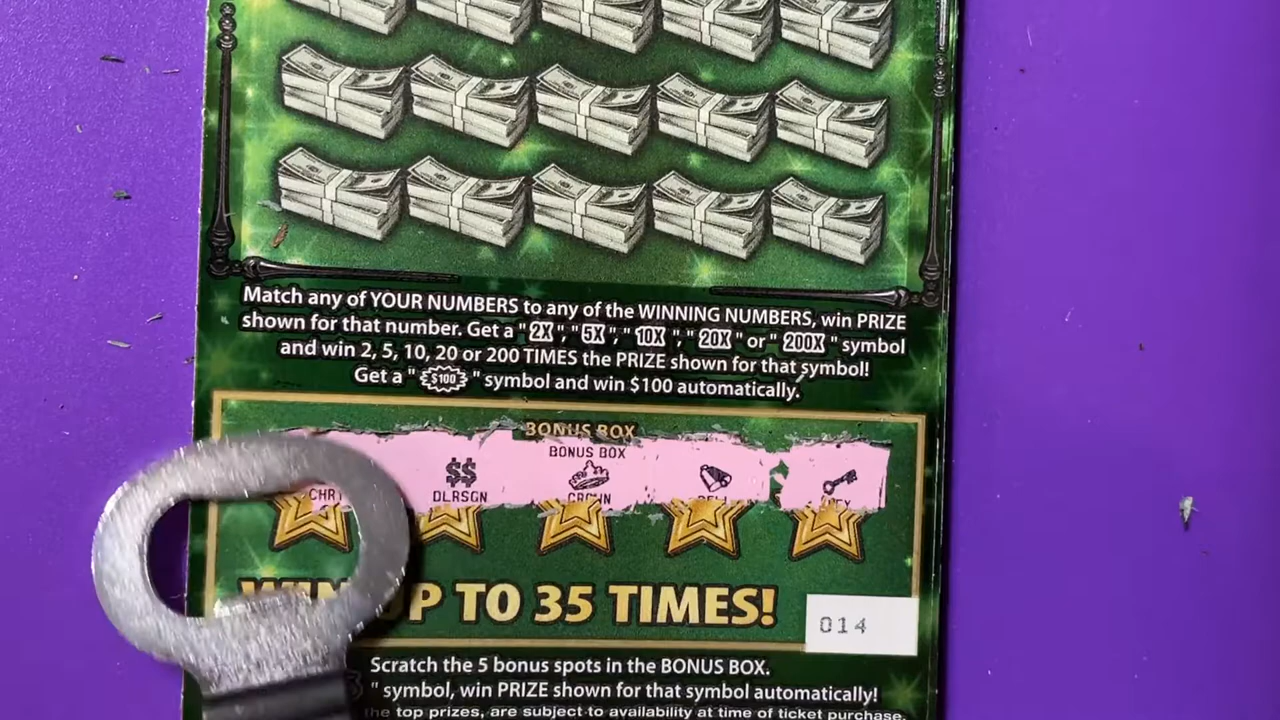 Match any of YOUR NUMBERS to any of the WINNING NUMBERS, win PRIZE
shown for that number. Get a "2X", "5X", "10X", "20X" or "200X" symbol
and win 2, 5, 10, 20 or 200 TIMES the PRIZE shown for that symbol!
Get a "$100" symbol and win $100 automatically.
BONUS BOX
BONUS BOX
$$
DLRSGN CROWN BELL KEY
WIN UP TO 35 TIMES!
014
Scratch the 5 bonus spots in the BONUS BOX.
" symbol, win PRIZE shown for that symbol automatically!
the top prizes, are subject to availability at time of ticket purchase.